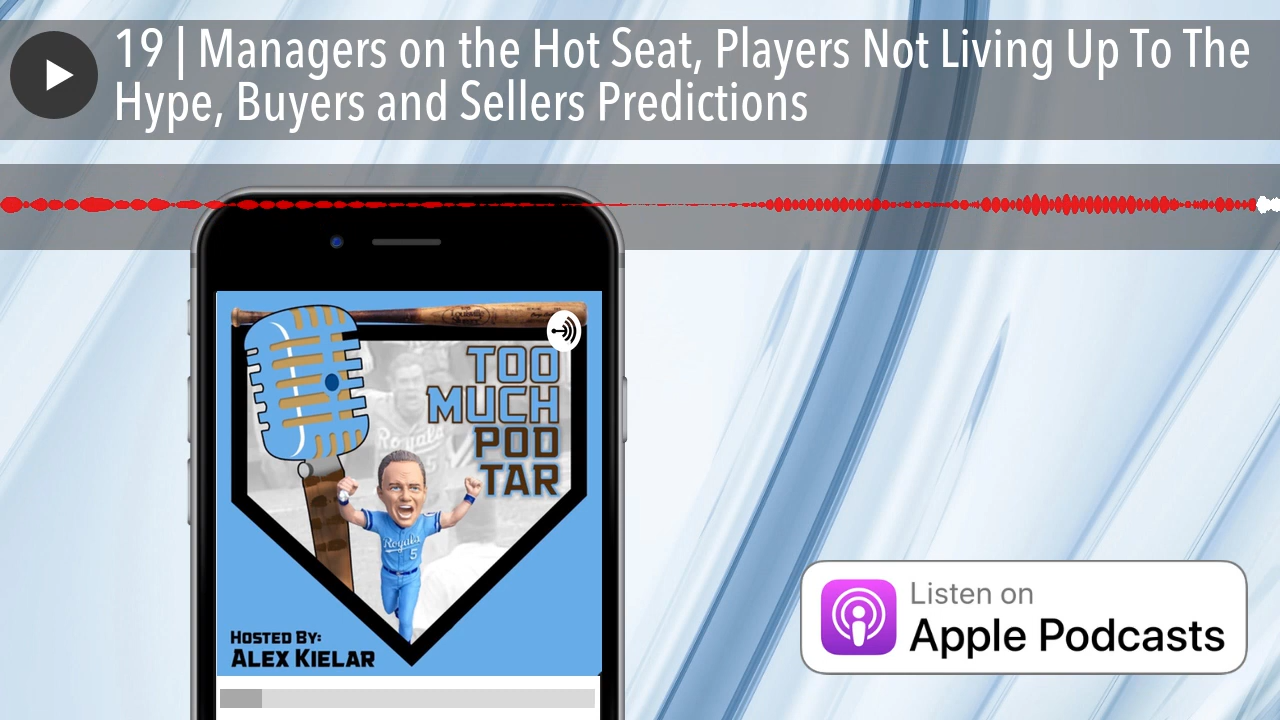 19 | Managers on the Hot Seat, Players Not Living Up To The
Hype, Buyers and Sellers Predictions
TOO
MUCH
POD
TAR
Royals
Royals
5
HOSTED BY:
ALEX KIELAR
Listen on
Apple Podcasts